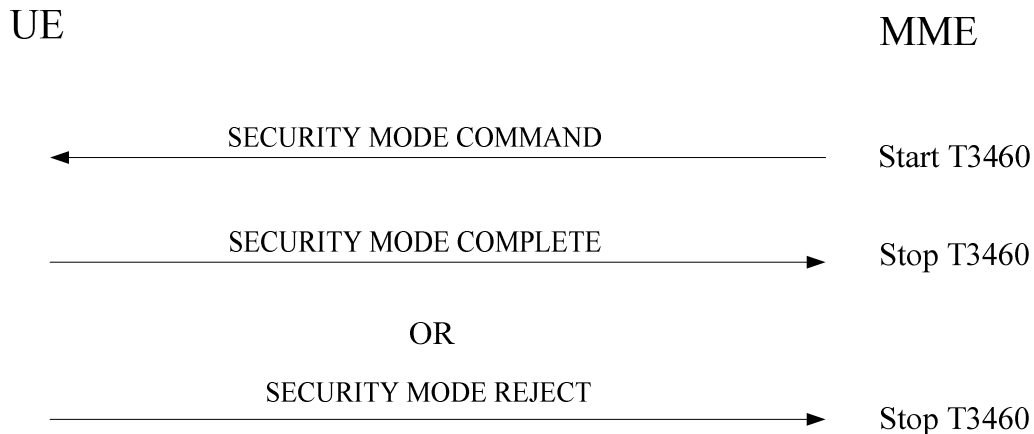 UE
MME
SECURITY MODE COMMAND
Start T3460
SECURITY MODE COMPLETE
Stop T3460
OR
SECURITY MODE REJECT
Stop T3460